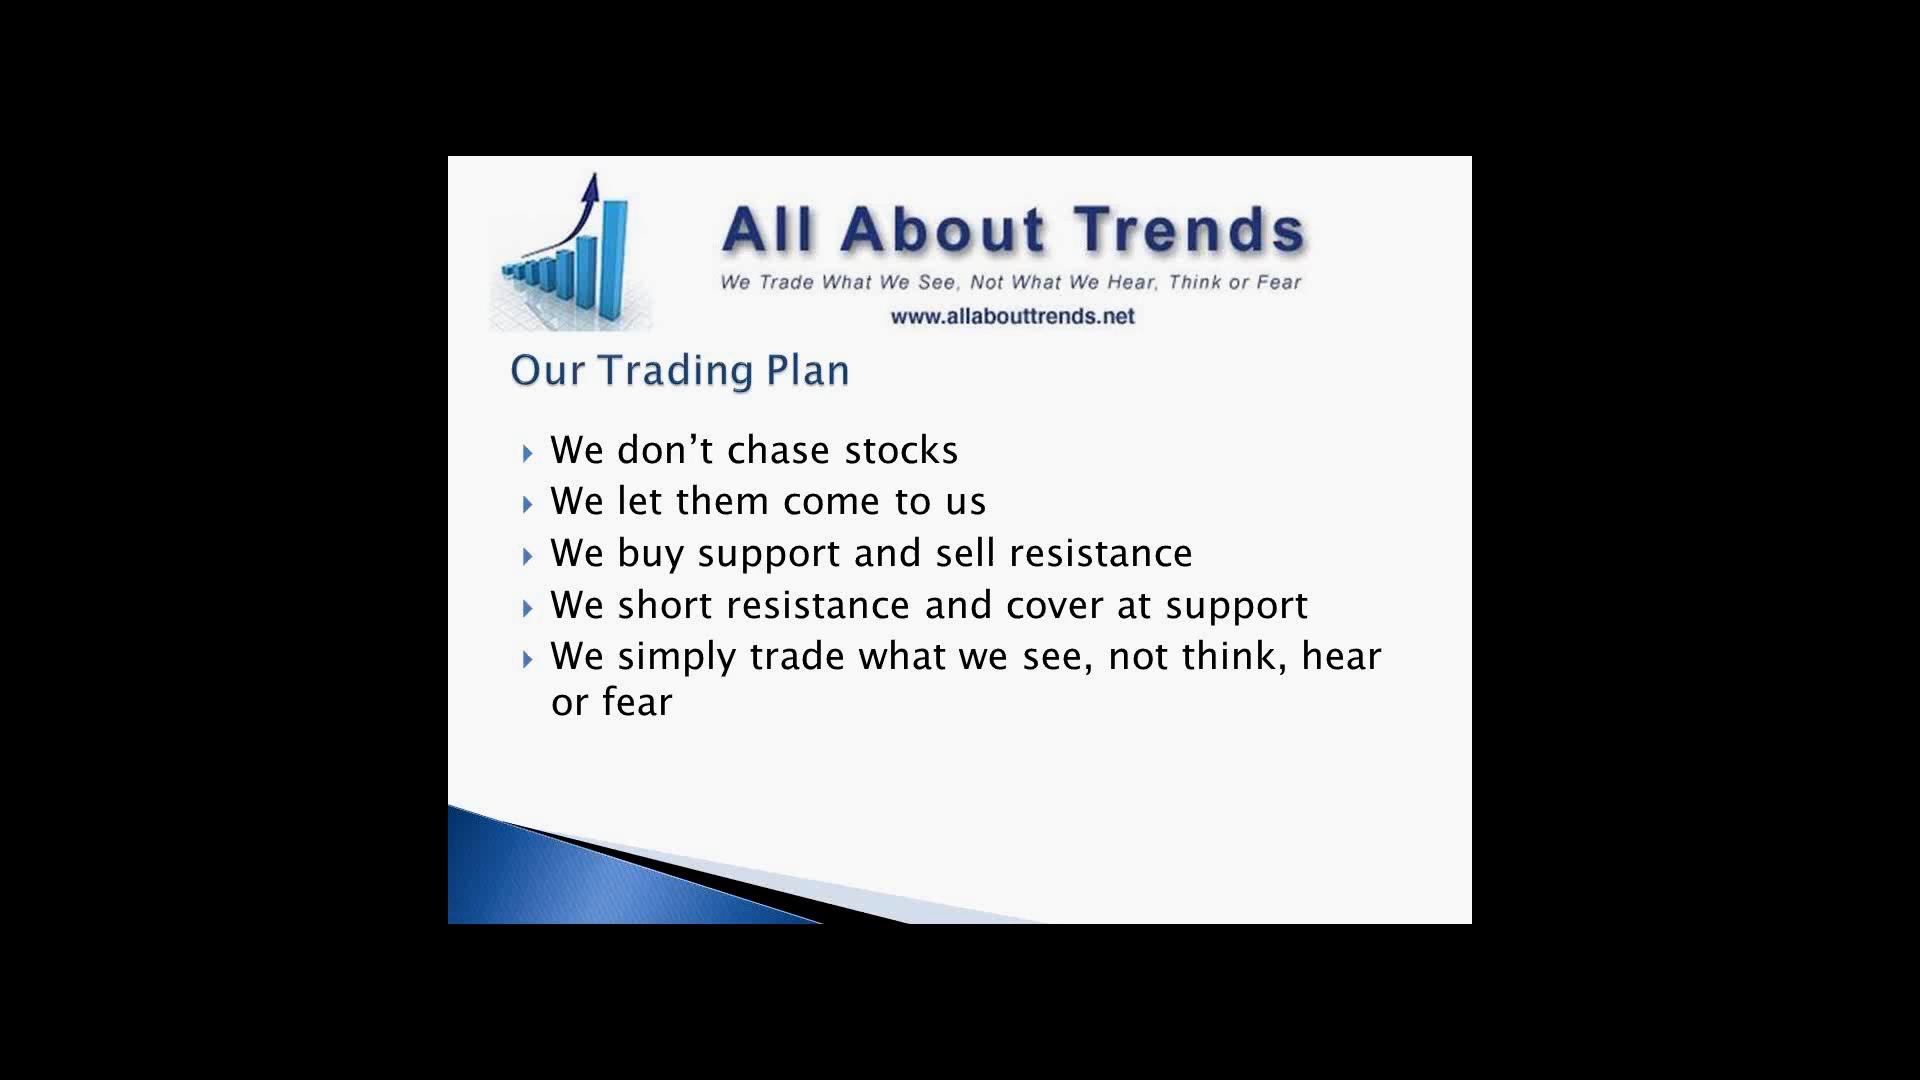 All About Trends
We Trade What We See, Not What We Hear, Think or Fear
www.allabouttrends.net
Our Trading Plan
We don’t chase stocks
We let them come to us
We buy support and sell resistance
We short resistance and cover at support
We simply trade what we see, not think, hear
or fear